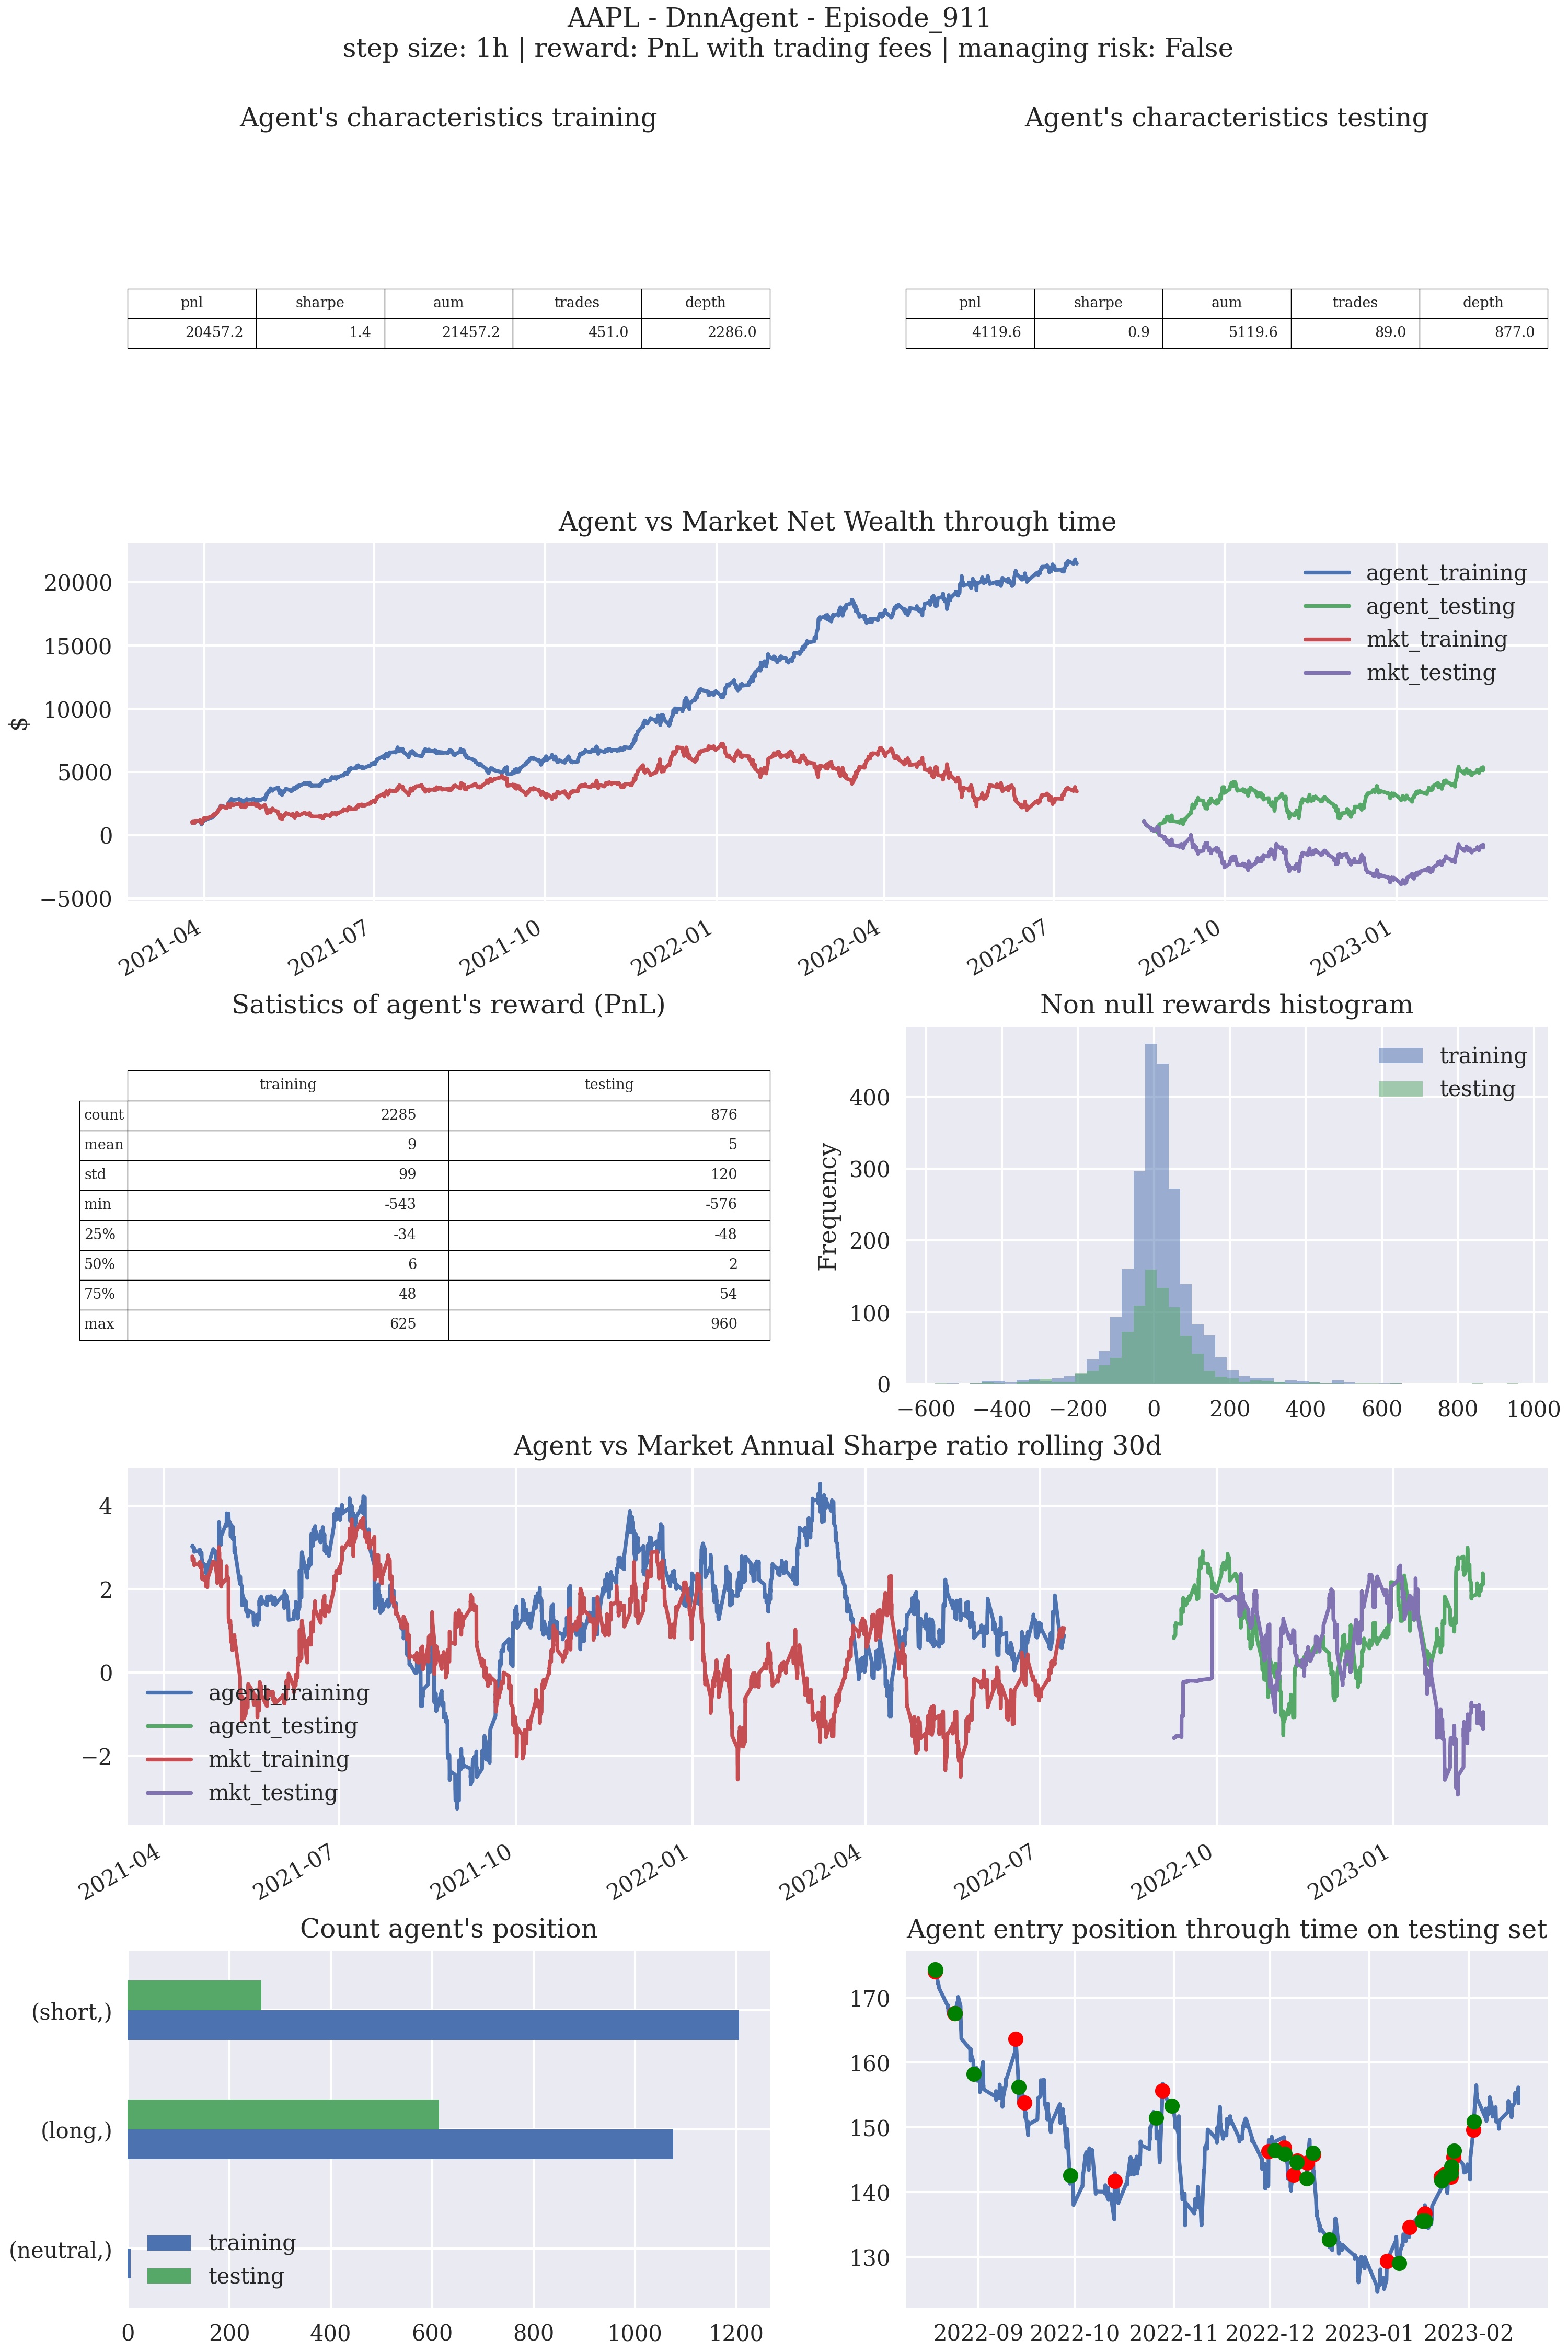 AAPL - DnnAgent - Episode_911
step size: 1h | reward: PnL with trading fees | managing risk: False
Agent's characteristics training
pnl sharpe aum trades depth
20457.2 1.4 21457.2 451.0 2286.0
Agent's characteristics testing
pnl sharpe aum trades depth
4119.6 0.9 5119.6 89.0 877.0
Agent vs Market Net Wealth through time
$
20000
15000
10000
5000
0
−5000
agent_training
agent_testing
mkt_training
mkt_testing
2021-04 2021-07 2021-10 2022-01 2022-04 2022-07 2022-10 2023-01
Satistics of agent's reward (PnL)
training testing
count 2285 876
mean 9 5
std 99 120
min -543 -576
25% -34 -48
50% 6 2
75% 48 54
max 625 960
Non null rewards histogram
Frequency
400
300
200
100
0
training
testing
−600 −400 −200 0 200 400 600 800 1000
Agent vs Market Annual Sharpe ratio rolling 30d
4
2
0
−2
agent_training
agent_testing
mkt_training
mkt_testing
2021-04 2021-07 2021-10 2022-01 2022-04 2022-07 2022-10 2023-01
Count agent's position
(short,)
(long,)
(neutral,)
training
testing
0 200 400 600 800 1000 1200
Agent entry position through time on testing set
170
160
150
140
130
2022-09 2022-10 2022-11 2022-12 2023-01 2023-02